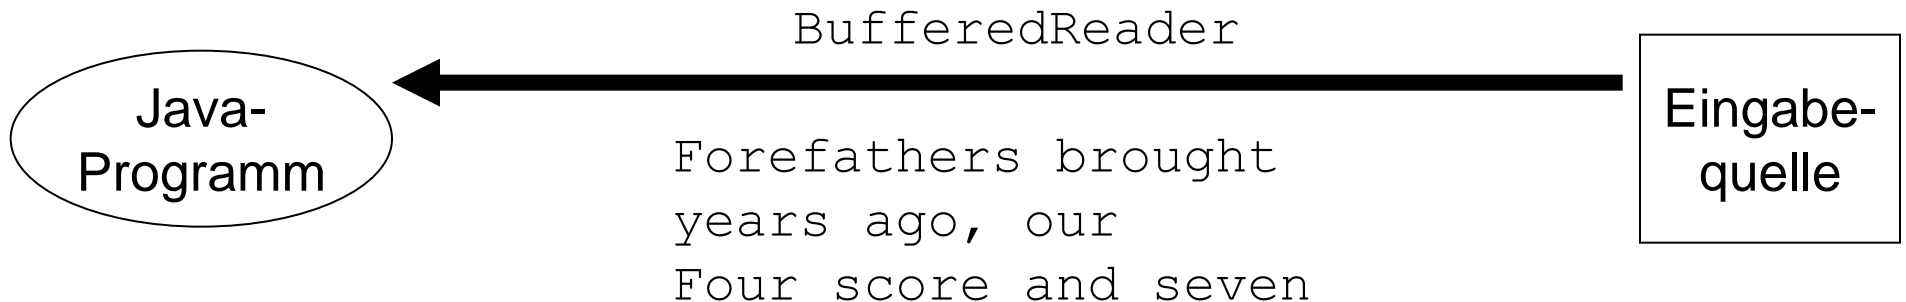 BufferedReader
Java-
Programm
Forefathers brought
years ago, our
Four score and seven
Eingabe-
quelle